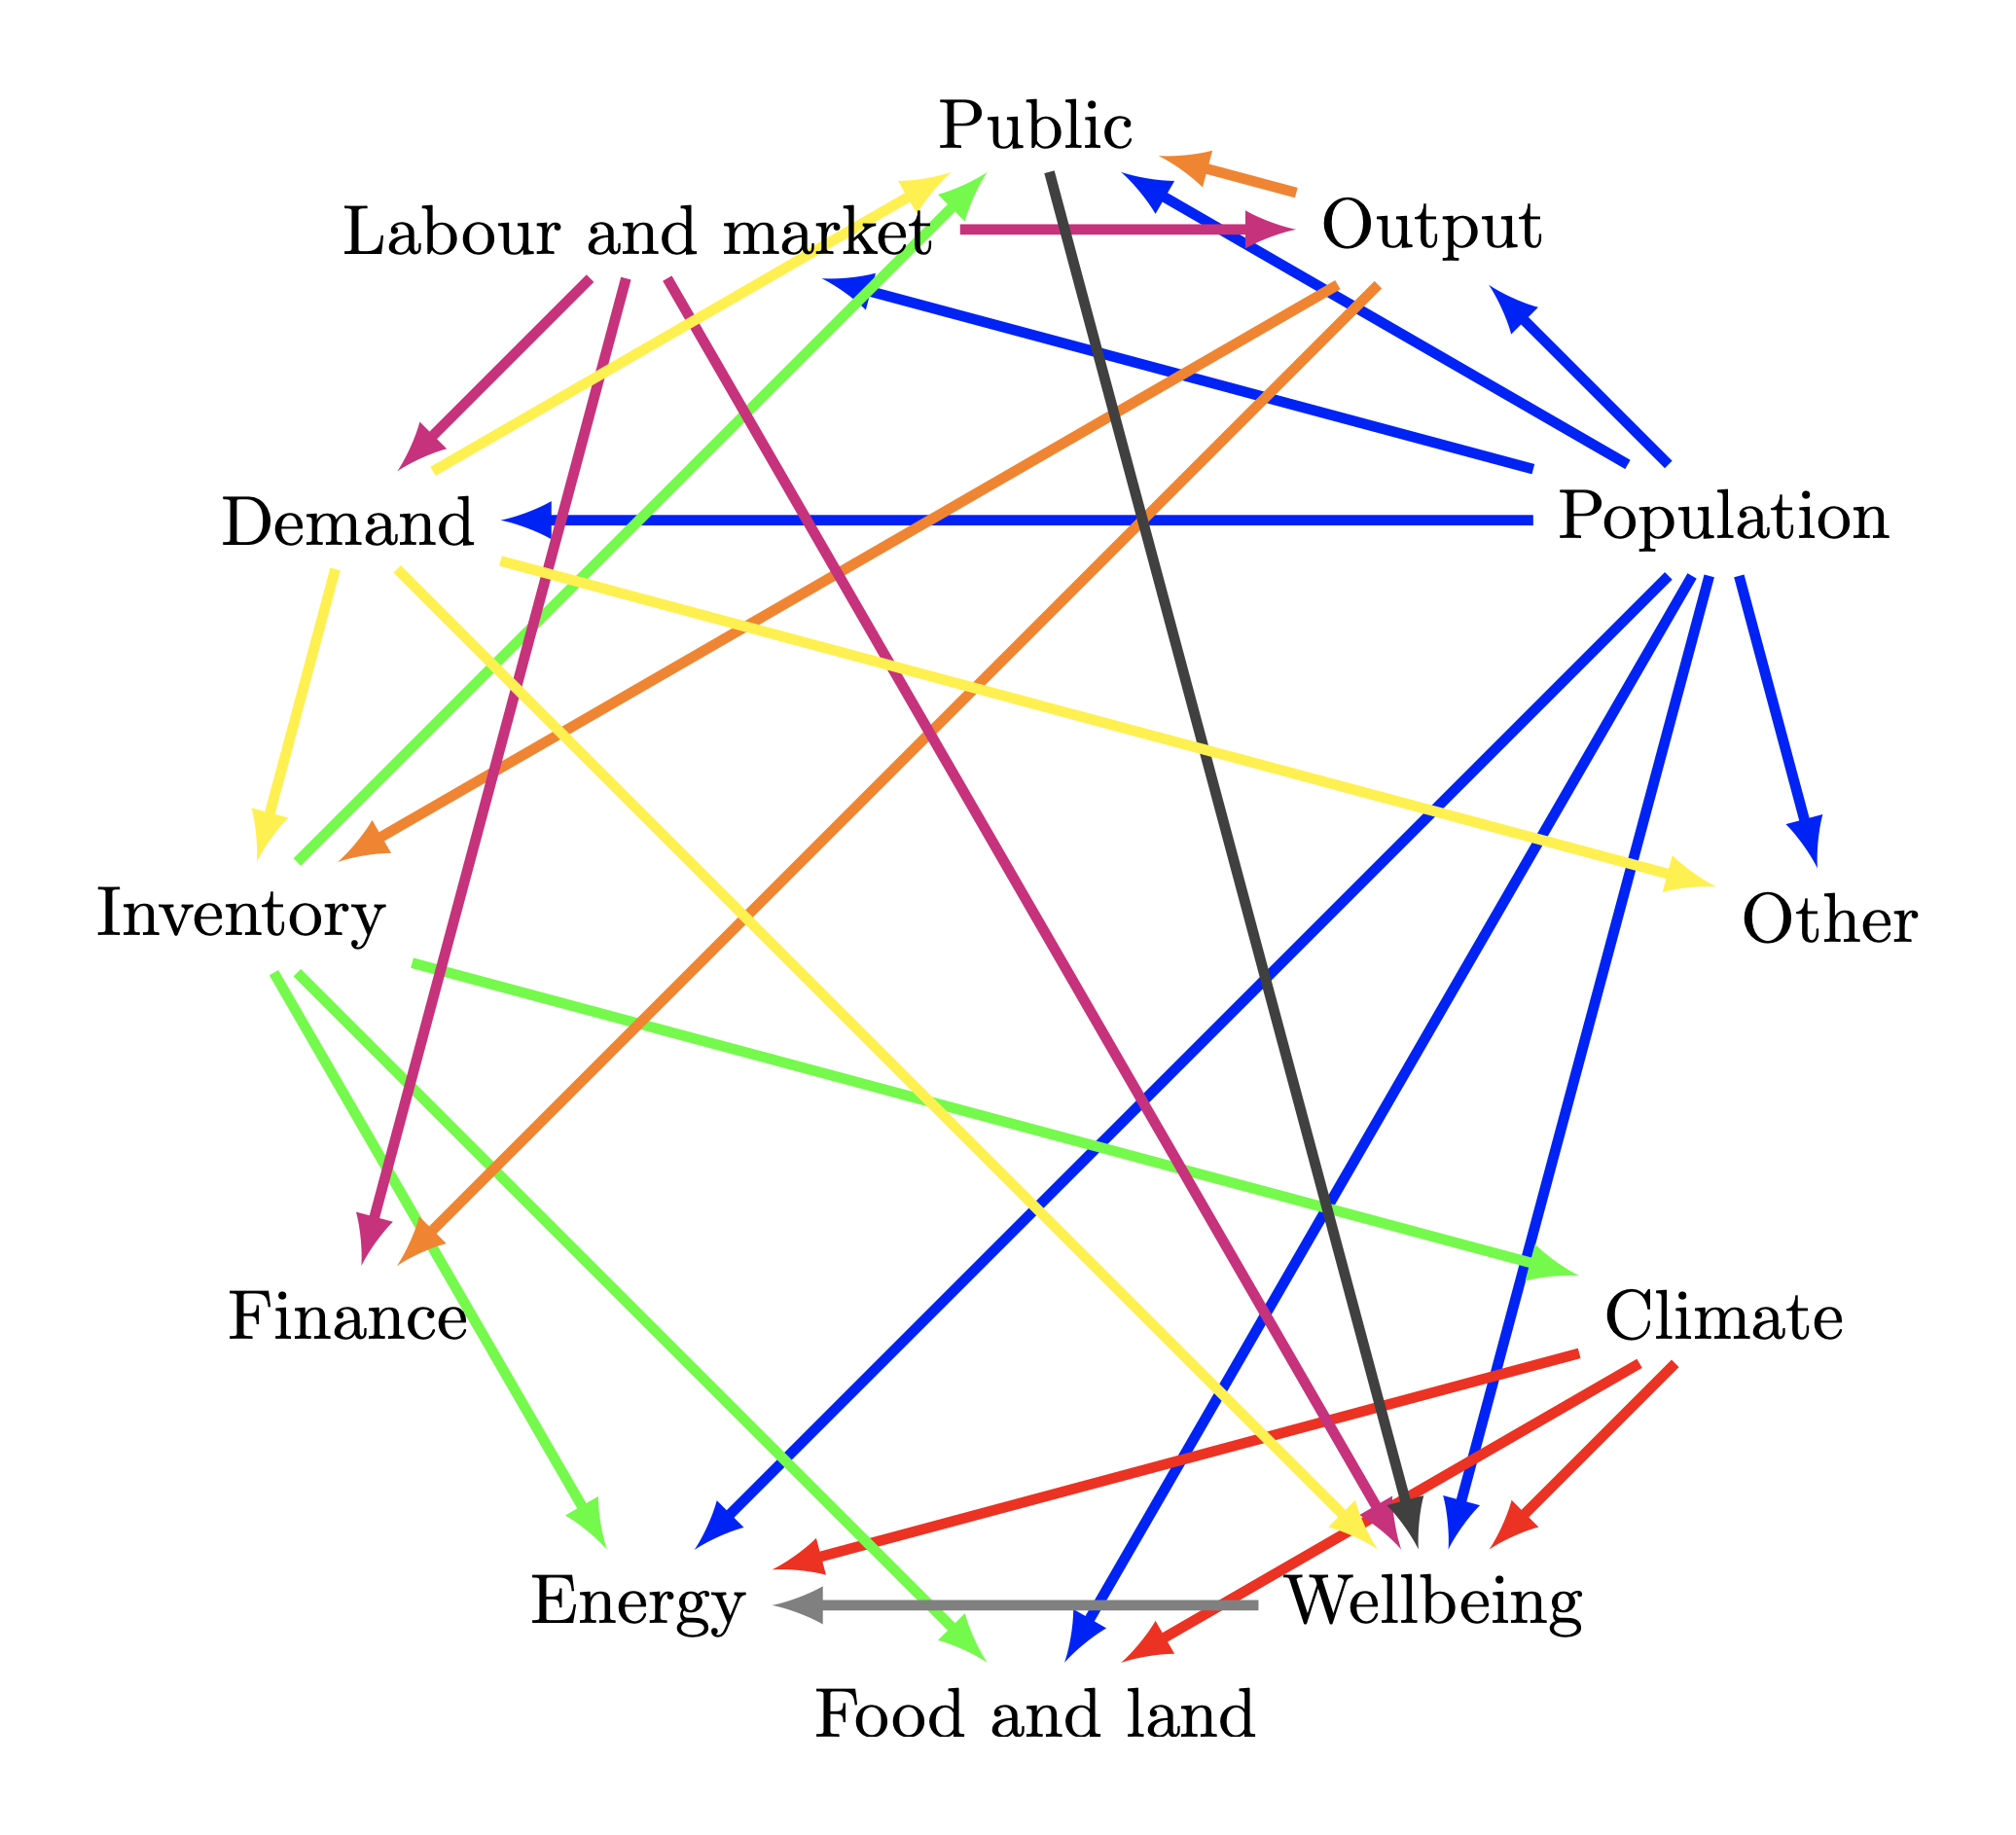 Public
Labour and market
Output
Demand
Population
Inventory
Other
Finance
Climate
Energy
Wellbeing
Food and land